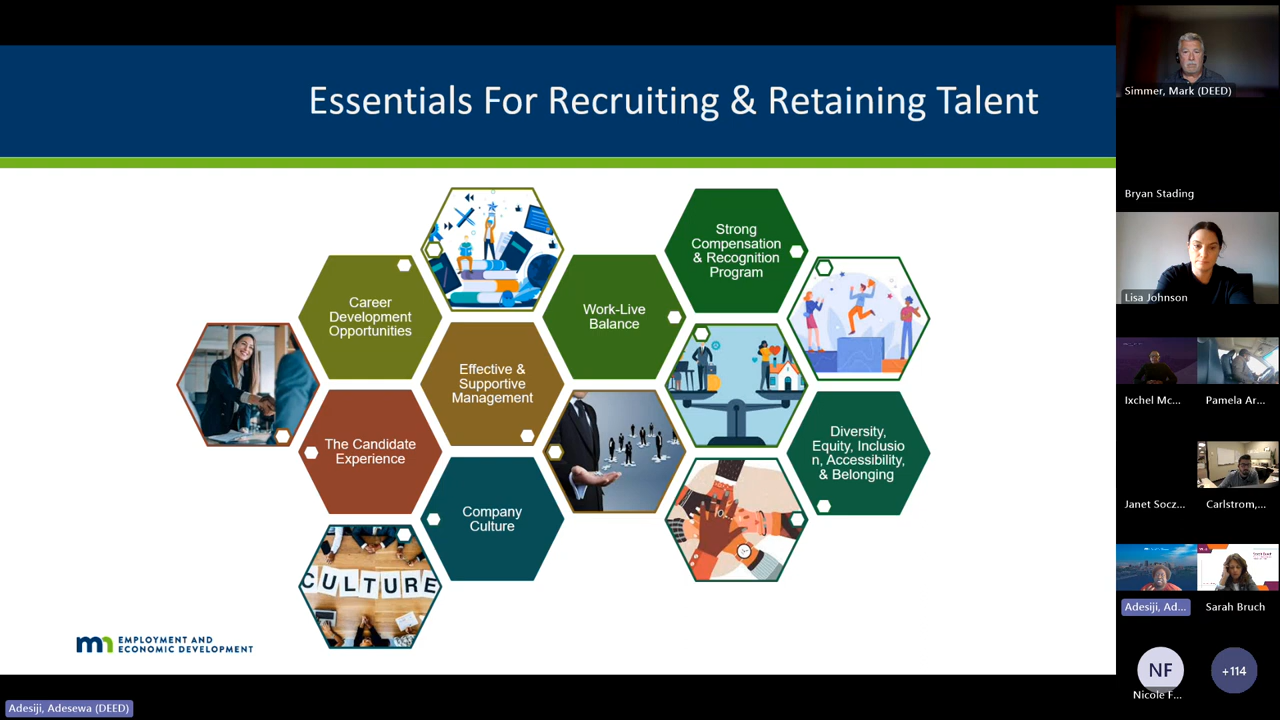 Essentials For Recruiting & Retaining Talent
Strong
Compensation
& Recognition
Program
Career
Development
Opportunities
Work-Live
Balance
Effective &
Supportive
Management
The Candidate
Experience
Diversity,
Equity, Inclusio
n, Accessibility,
& Belonging
Company
Culture
CULTURE
mn EMPLOYMENT AND
ECONOMIC DEVELOPMENT
Adesiji, Adesewa (DEED)
Simmer, Mark (DEED)
Bryan Stading
Lisa Johnson
Ixchel Mc...
Pamela Ar...
Janet Socz...
Carlstrom,...
Adesiji, Ad...
Sarah Bruch
NF
Nicole F...
+114